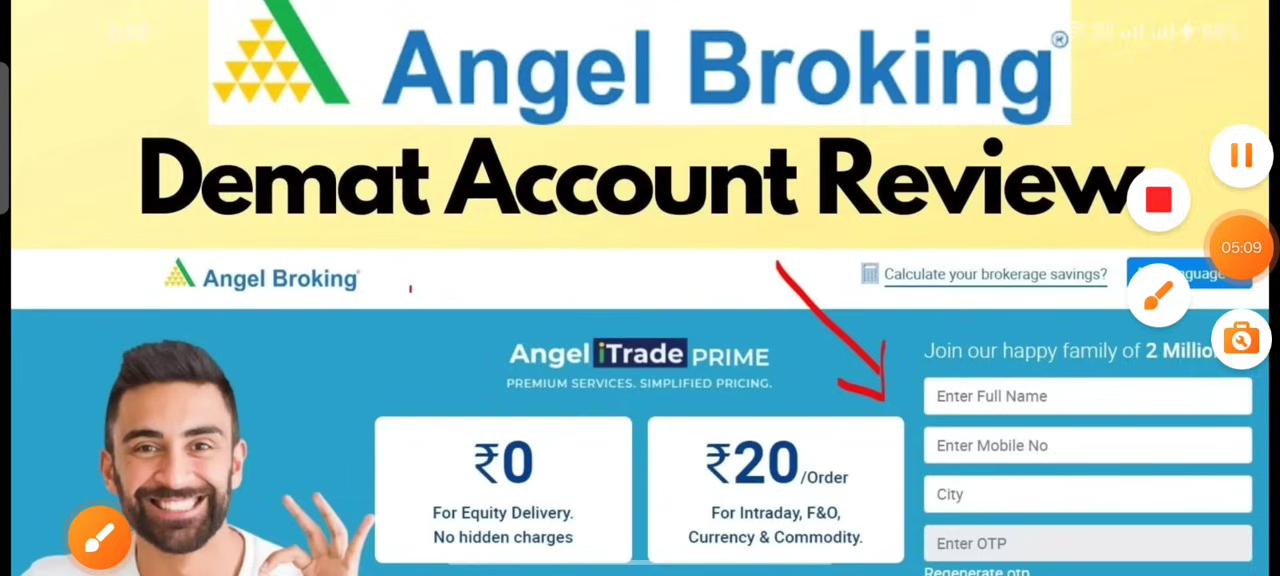 Angel Broking®
Demat Account Review
Angel Broking
Calculate your brokerage savings?
Angel iTrade PRIME
PREMIUM SERVICES. SIMPLIFIED PRICING.
Join our happy family of 2 Millio
₹0
For Equity Delivery.
No hidden charges
₹20/Order
For Intraday, F&O,
Currency & Commodity.
Enter Full Name
Enter Mobile No
City
Enter OTP
Regenerate otp
05:09